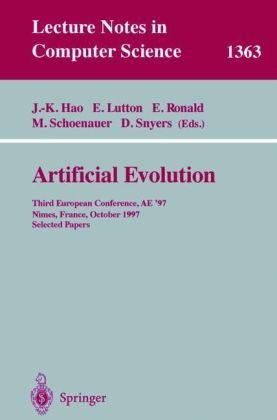 Lecture Notes in
Computer Science 1363
J.-K. Hao E. Lutton E. Ronald
M. Schoenauer D. Snyers (Eds.)
Artificial Evolution
Third European Conference, AE '97
Nîmes, France, October 1997
Selected Papers
Springer